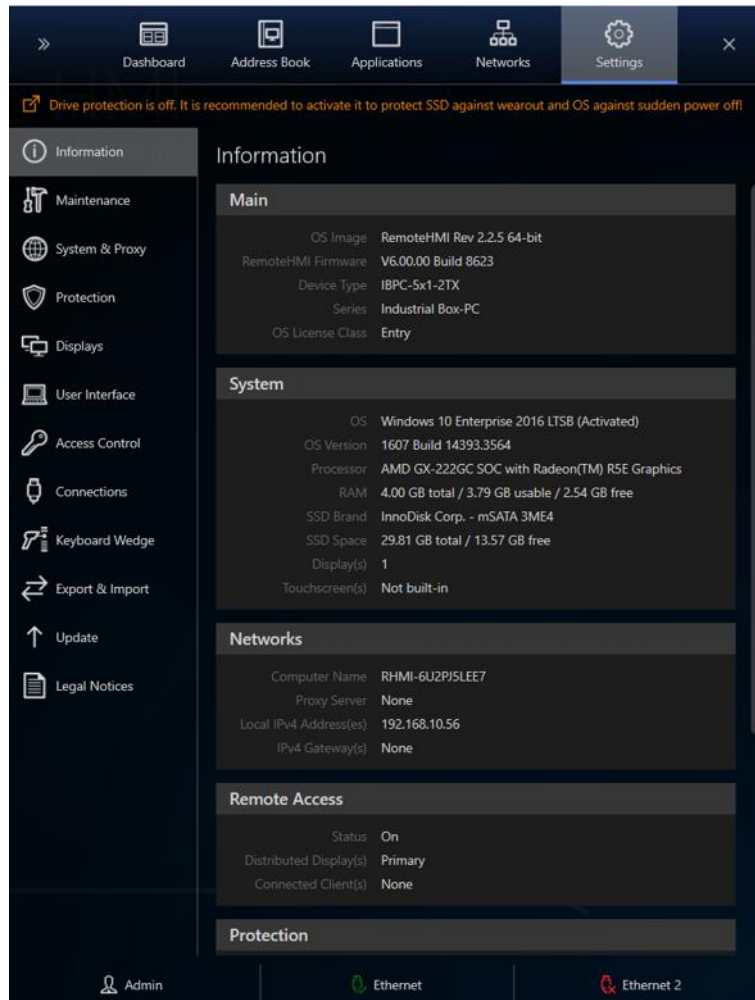 Dashboard
Address Book
Applications
Networks
Settings
Drive protection is off. It is recommended to activate it to protect SSD against wearout and OS against sudden power off!
Information
Maintenance
System & Proxy
Protection
Displays
User Interface
Access Control
Connections
Keyboard Wedge
Export & Import
Update
Legal Notices
Information
Main
OS Image RemoteHMI Rev 2.2.5 64-bit
RemoteHMI Firmware V6.00.00 Build 8623
Device Type IBPC-5x1-2TX
Series Industrial Box-PC
OS License Class Entry
System
OS Windows 10 Enterprise 2016 LTSB (Activated)
OS Version 1607 Build 14393.3564
Processor AMD GX-222GC SOC with Radeon(TM) R5E Graphics
RAM 4.00 GB total / 3.79 GB usable / 2.54 GB free
SSD Brand InnoDisk Corp. - mSATA 3ME4
SSD Space 29.81 GB total / 13.57 GB free
Display(s) 1
Touchscreen(s) Not built-in
Networks
Computer Name RHMI-6U2PJ5LEE7
Proxy Server None
Local IPv4 Address(es) 192.168.10.56
IPv4 Gateway(s) None
Remote Access
Status On
Distributed Display(s) Primary
Connected Client(s) None
Protection
Admin
Ethernet
Ethernet 2